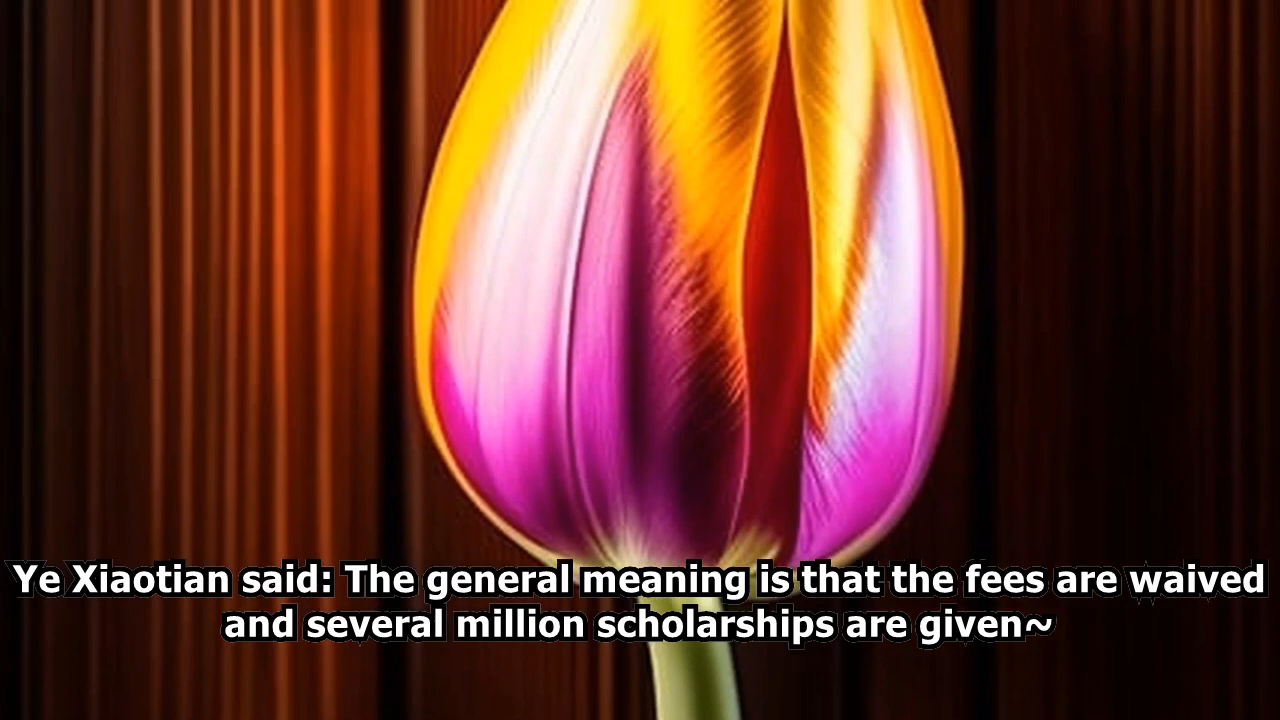 Ye Xiaotian said: The general meaning is that the fees are waived
and several million scholarships are given~